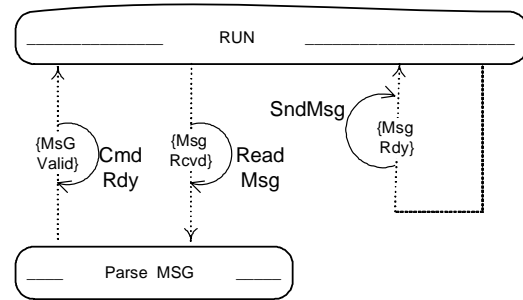 RUN
SndMsg
{MsG
Valid}
Cmd
Rdy
{Msg
Rcvd}
Read
Msg
{Msg
Rdy}
Parse MSG